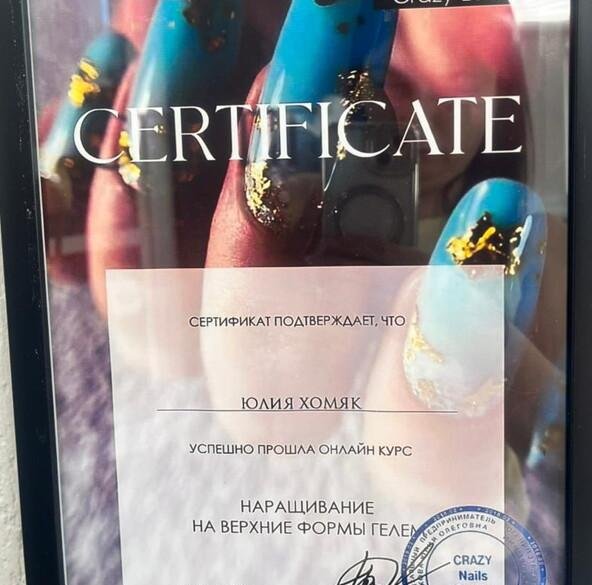 CERTIFICATE
СЕРТИФИКАТ ПОДТВЕРЖДАЕТ, ЧТО
ЮЛИЯ ХОМЯК
УСПЕШНО ПРОШЛА ОНЛАЙН КУРС
НАРАЩИВАНИЕ
НА ВЕРХНИЕ ФОРМЫ ГЕЛЕМ
ПРЕДПРИНИМАТЕЛЬ
ОЛЕГОВНА
CRAZY
Nails